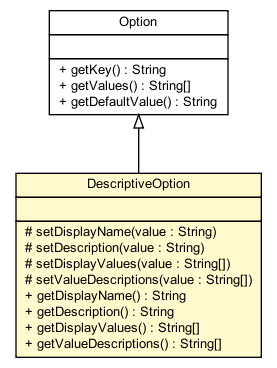 Option
+ getKey() : String
+ getValues() : String[]
+ getDefaultValue() : String
DescriptiveOption
# setDisplayName(value : String)
# setDescription(value : String)
# setDisplayValues(value : String[])
# setValueDescriptions(value : String[])
+ getDisplayName() : String
+ getDescription() : String
+ getDisplayValues() : String[]
+ getValueDescriptions() : String[]